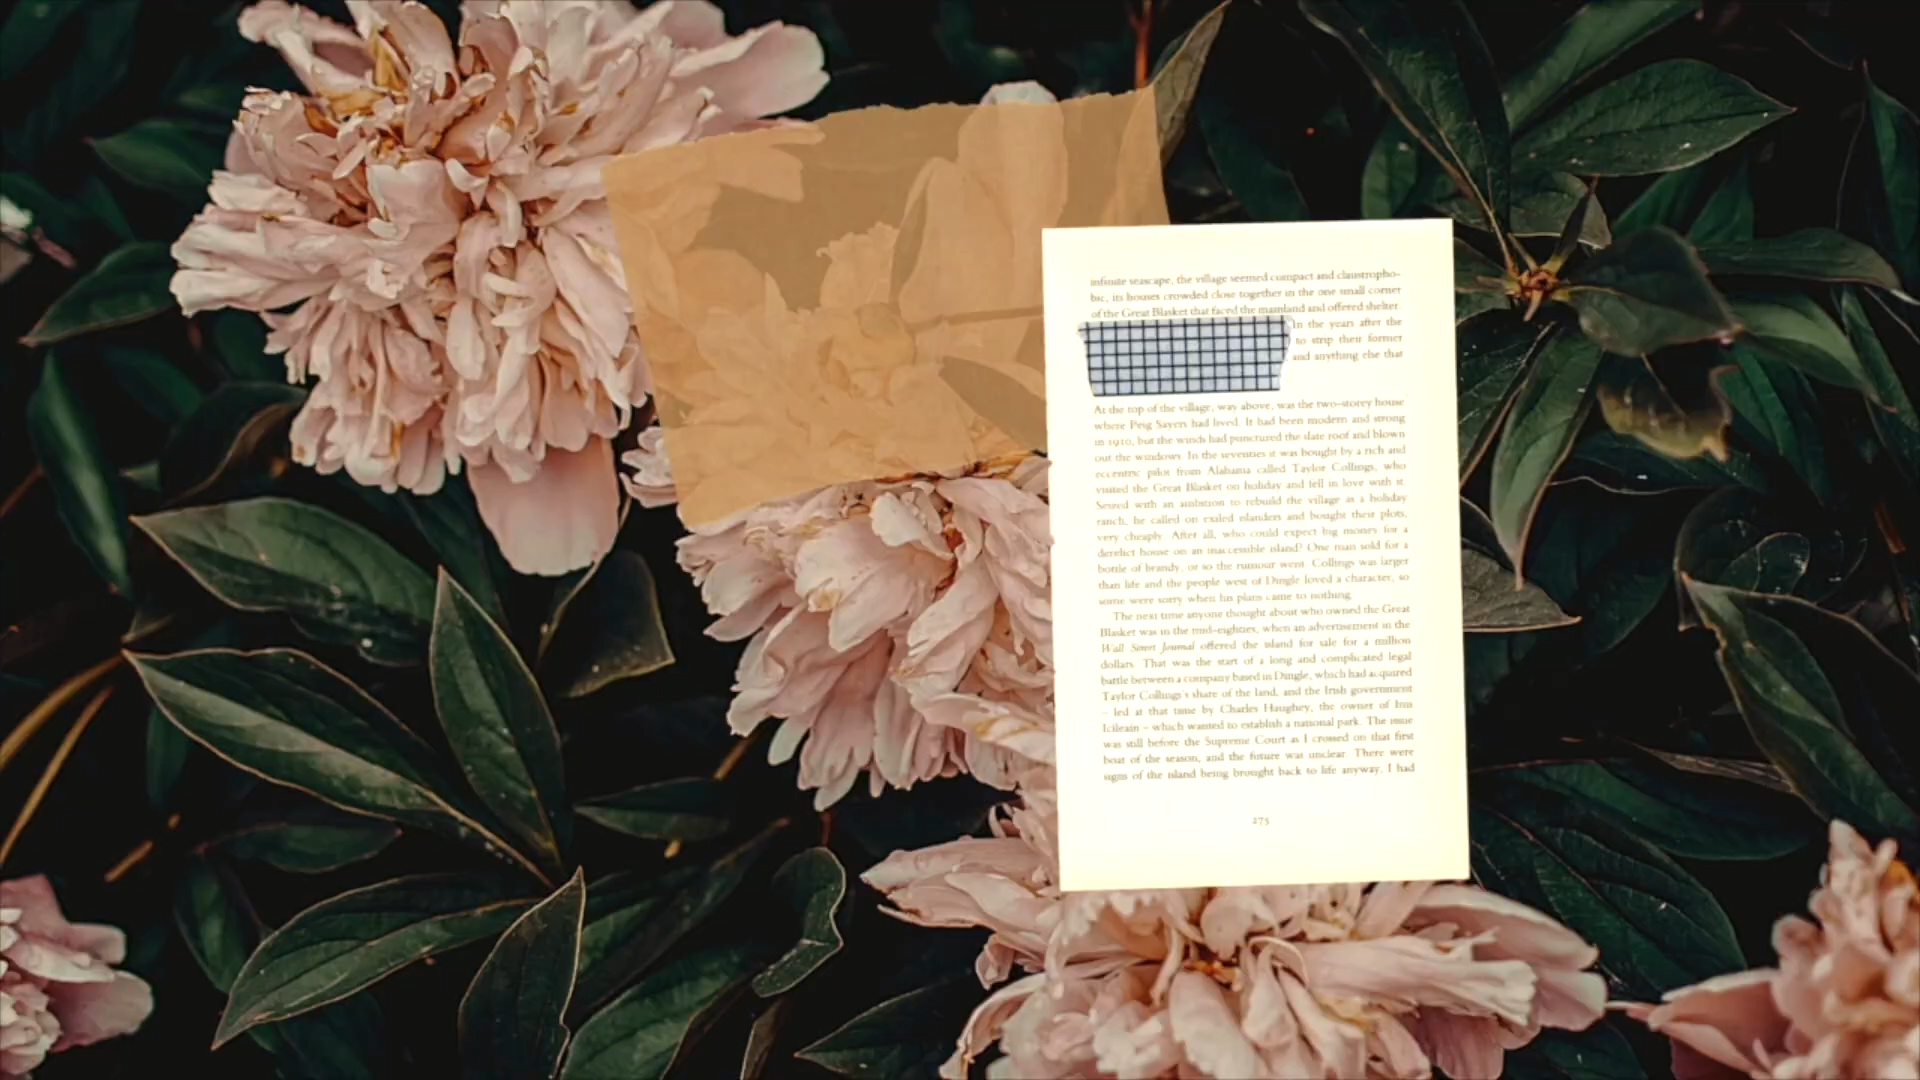 infinite seascape, the village seemed compact and claustropho-
bic, its houses crowded close together in the one small corner
of the Great Blasket that faced the mainland and offered shelter.
In the years after the
to strip their former
and anything else that
At the top of the village, way above, was the two-storey house
where Peig Sayers had lived. It had been modern and strong
in 1910, but the winds had punctured the slate roof and blown
out the windows. In the seventies it was bought by a rich and
eccentric pilot from Alabama called Taylor Collings, who
visited the Great Blasket on holiday and fell in love with it.
Seized with an ambition to rebuild the village as a holiday
ranch, he called on exiled islanders and bought their plots,
very cheaply. After all, who could expect big money for a
derelict house on an inaccessible island? One man sold for a
bottle of brandy, or so the rumour went. Collings was larger
than life and the people west of Dingle loved a character, so
some were sorry when his plans came to nothing.
The next time anyone thought about who owned the Great
Blasket was in the mid-eighties, when an advertisement in the
Wall Street Journal offered the island for sale for a million
dollars. That was the start of a long and complicated legal
battle between a company based in Dingle, which had acquired
Taylor Collings's share of the land, and the Irish government
– led at that time by Charles Haughey, the owner of Inis
Icileain – which wanted to establish a national park. The issue
was still before the Supreme Court as I crossed on that first
boat of the season, and the future was unclear. There were
signs of the island being brought back to life anyway. I had
275